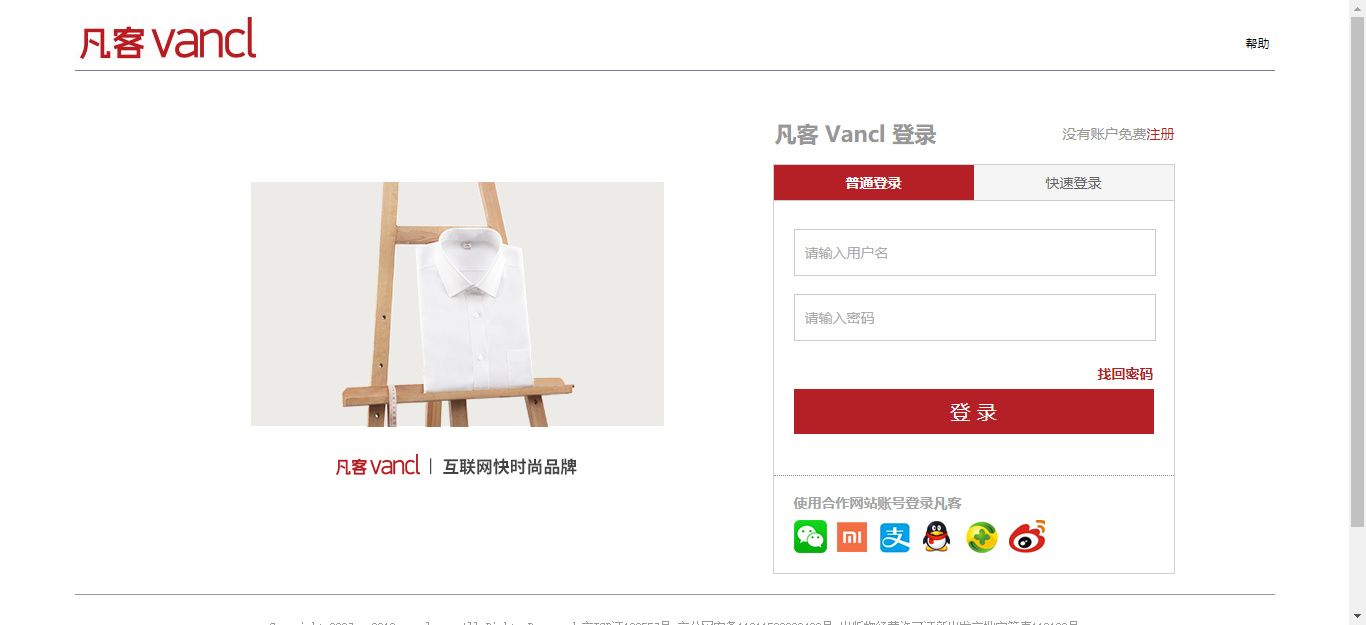 凡客 vancl
帮助
凡客 Vancl 登录
没有账户免费注册
普通登录
快速登录
请输入用户名
请输入密码
找回密码
登 录
凡客 vancl | 互联网快时尚品牌
使用合作网站账号登录凡客
mi
支